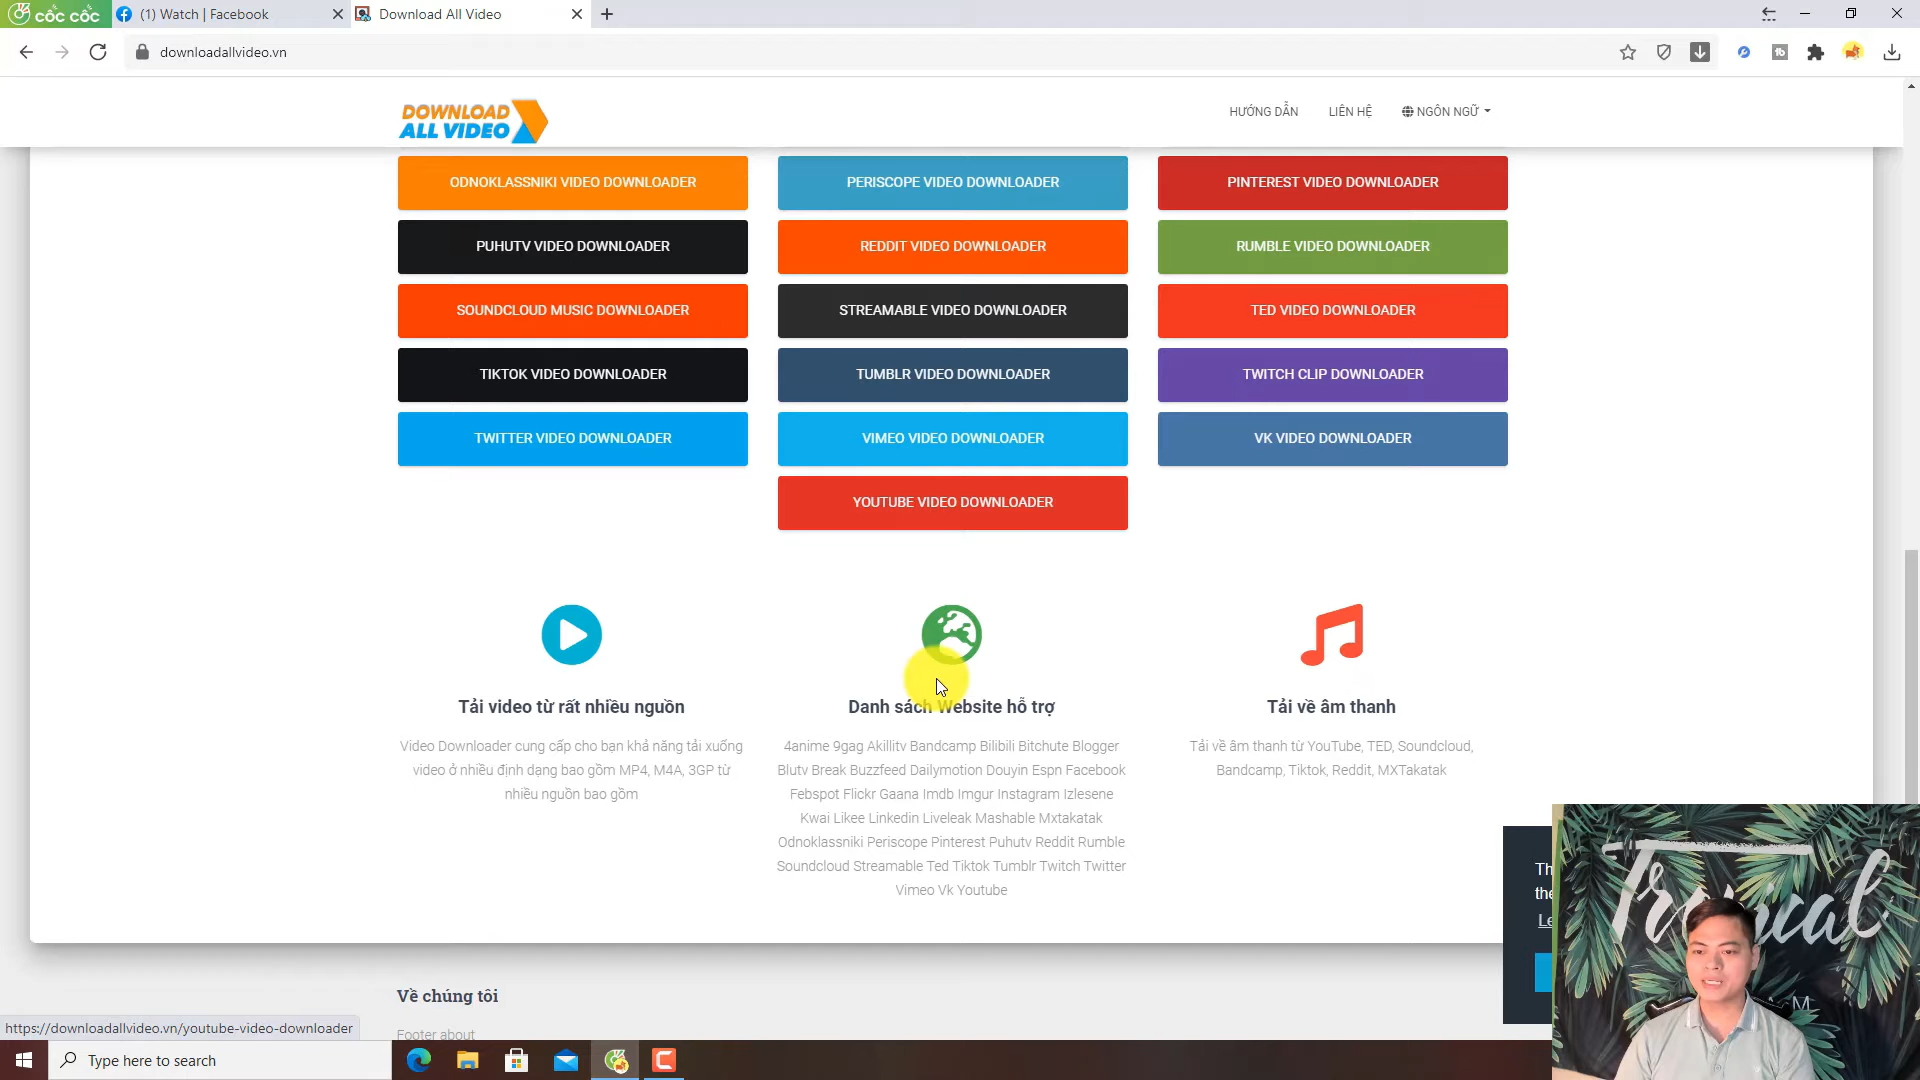 cốc cốc
(1) Watch | Facebook
Download All Video
downloadallvideo.vn
DOWNLOAD
ALL VIDEO
HƯỚNG DẪN
LIÊN HỆ
NGÔN NGỮ
ODNOKLASSNIKI VIDEO DOWNLOADER
PERISCOPE VIDEO DOWNLOADER
PINTEREST VIDEO DOWNLOADER
PUHUTV VIDEO DOWNLOADER
REDDIT VIDEO DOWNLOADER
RUMBLE VIDEO DOWNLOADER
SOUNDCLOUD MUSIC DOWNLOADER
STREAMABLE VIDEO DOWNLOADER
TED VIDEO DOWNLOADER
TIKTOK VIDEO DOWNLOADER
TUMBLR VIDEO DOWNLOADER
TWITCH CLIP DOWNLOADER
TWITTER VIDEO DOWNLOADER
VIMEO VIDEO DOWNLOADER
VK VIDEO DOWNLOADER
YOUTUBE VIDEO DOWNLOADER
Tải video từ rất nhiều nguồn
Video Downloader cung cấp cho bạn khả năng tải xuống
video ở nhiều định dạng bao gồm MP4, M4A, 3GP từ
nhiều nguồn bao gồm
Danh sách Website hỗ trợ
4anime 9gag Akillitv Bandcamp Bilibili Bitchute Blogger
Blutv Break Buzzfeed Dailymotion Douyin Espn Facebook
Febspot Flickr Gaana Imdb Imgur Instagram Izlesene
Kwai Likee Linkedin Liveleak Mashable Mxtakatak
Odnoklassniki Periscope Pinterest Puhutv Reddit Rumble
Soundcloud Streamable Ted Tiktok Tumblr Twitch Twitter
Vimeo Vk Youtube
Tải về âm thanh
Tải về âm thanh từ YouTube, TED, Soundcloud,
Bandcamp, Tiktok, Reddit, MXTakatak
Tropical
Về chúng tôi
Footer about
https://downloadallvideo.vn/youtube-video-downloader
Type here to search